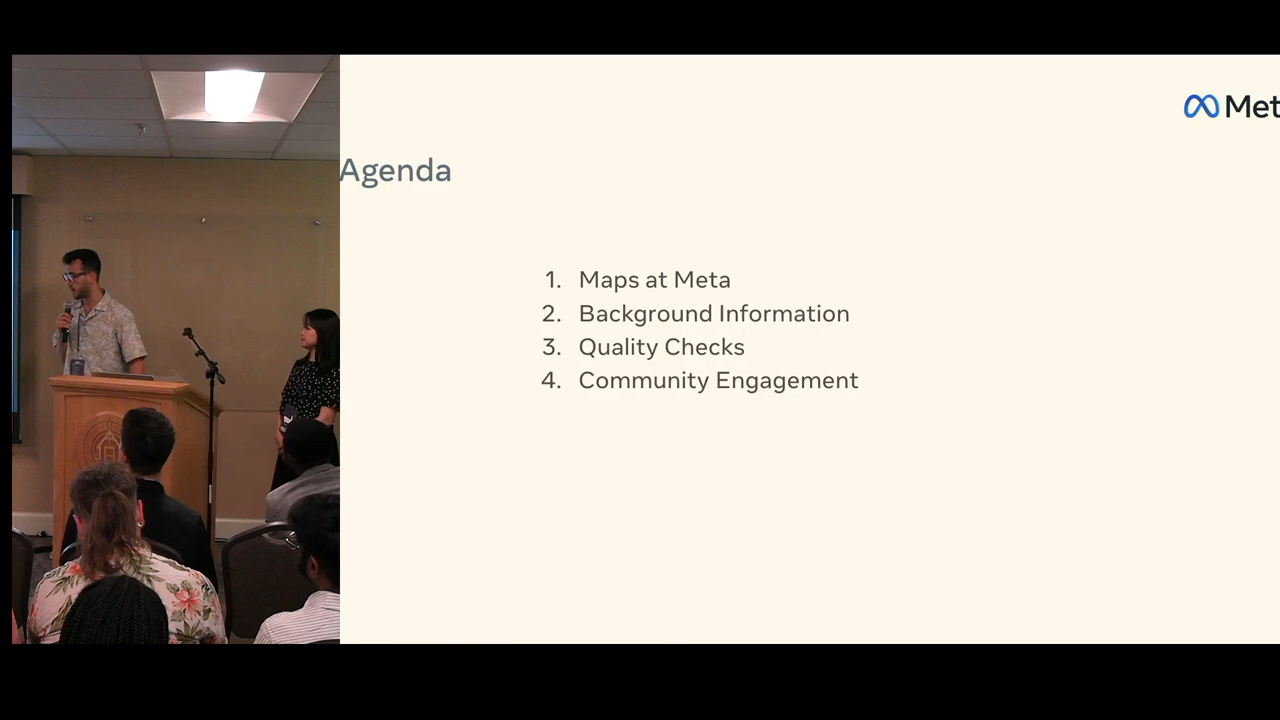 Met
Agenda
1. Maps at Meta
2. Background Information
3. Quality Checks
4. Community Engagement